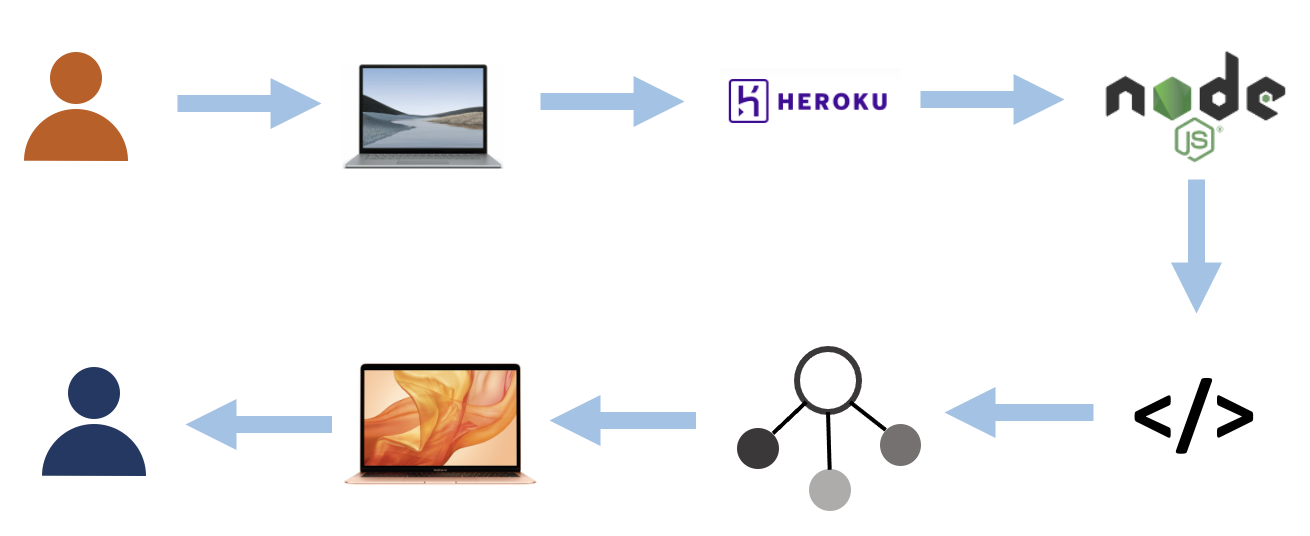 HEROKU
node
JS
</>